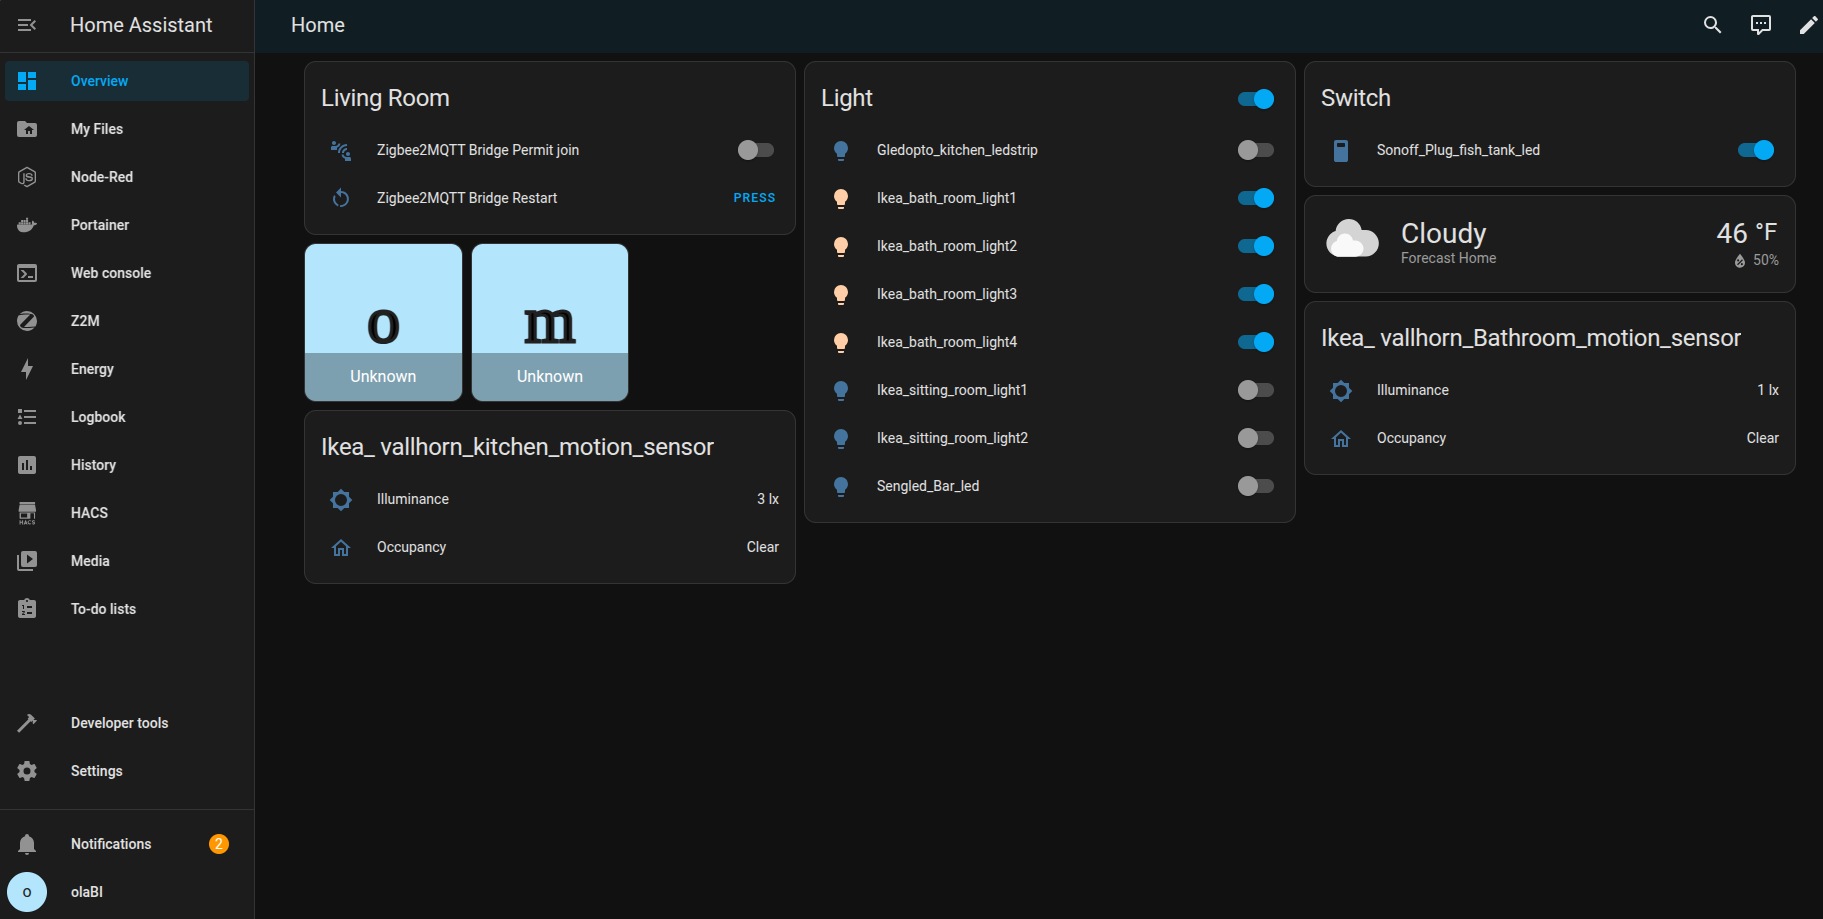 Home Assistant
Overview
My Files
Node-Red
Portainer
Web console
Z2M
Energy
Logbook
History
HACS
HACS
Media
To-do lists
Developer tools
Settings
Notifications 2
o olaBI
Home
Living Room
Zigbee2MQTT Bridge Permit join
Zigbee2MQTT Bridge Restart PRESS
o m
Unknown Unknown
Ikea_ vallhorn_kitchen_motion_sensor
Illuminance 3 lx
Occupancy Clear
Light
Gledopto_kitchen_ledstrip
Ikea_bath_room_light1
Ikea_bath_room_light2
Ikea_bath_room_light3
Ikea_bath_room_light4
Ikea_sitting_room_light1
Ikea_sitting_room_light2
Sengled_Bar_led
Switch
Sonoff_Plug_fish_tank_led
Cloudy 46 °F
Forecast Home 50%
Ikea_ vallhorn_Bathroom_motion_sensor
Illuminance 1 lx
Occupancy Clear